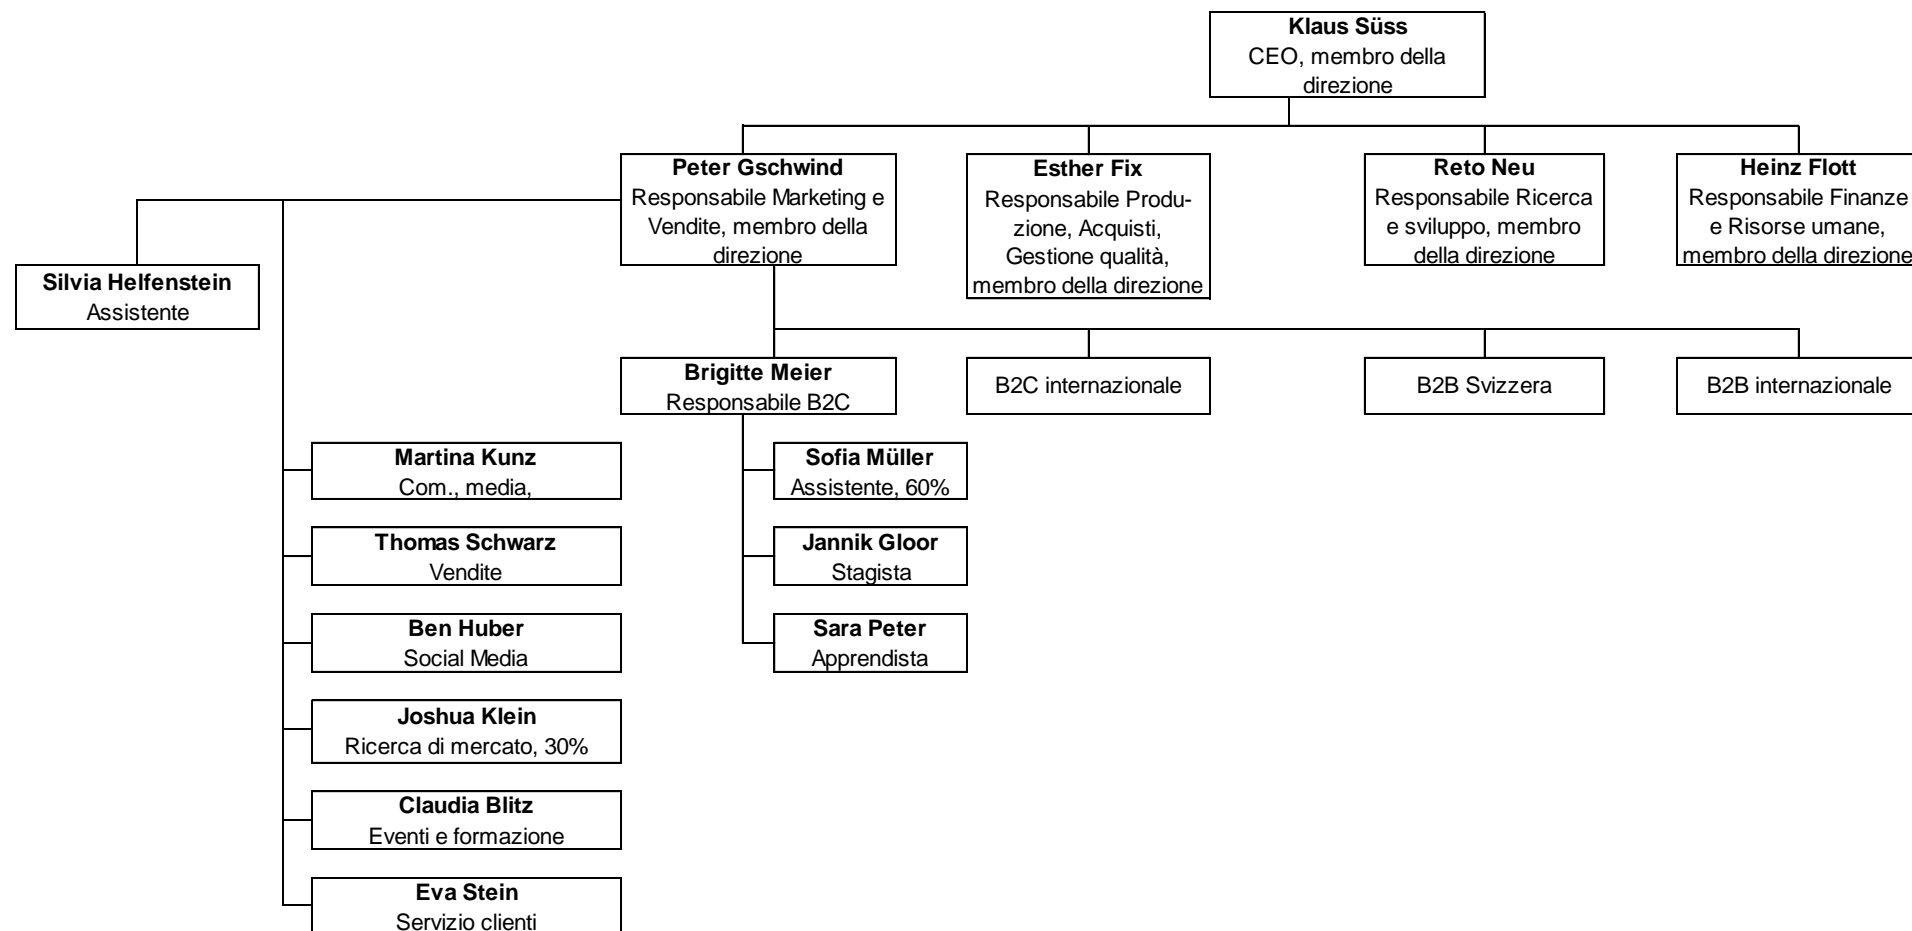 Klaus Süss
CEO, membro della
direzione
Peter Gschwind
Responsabile Marketing e
Vendite, membro della
direzione
Esther Fix
Responsabile Produ-
zione, Acquisti,
Gestione qualità,
membro della direzione
Reto Neu
Responsabile Ricerca
e sviluppo, membro
della direzione
Heinz Flott
Responsabile Finanze
e Risorse umane,
membro della direzione
Silvia Helfenstein
Assistente
Brigitte Meier
Responsabile B2C
B2C internazionale
B2B Svizzera
B2B internazionale
Martina Kunz
Com., media,
Thomas Schwarz
Vendite
Ben Huber
Social Media
Joshua Klein
Ricerca di mercato, 30%
Claudia Blitz
Eventi e formazione
Eva Stein
Servizio clienti
Sofia Müller
Assistente, 60%
Jannik Gloor
Stagista
Sara Peter
Apprendista